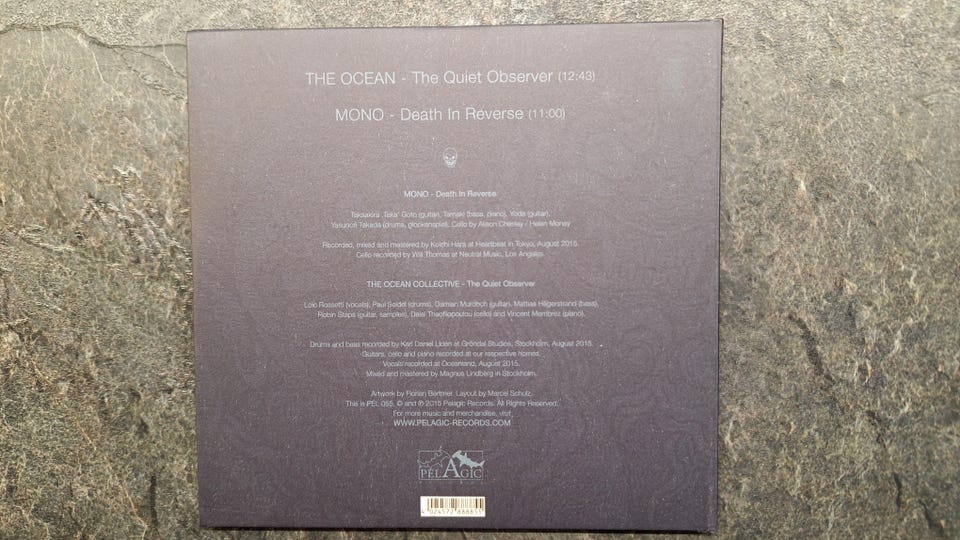 THE OCEAN - The Quiet Observer (12:43)
MONO - Death In Reverse (11:00)
MONO - Death In Reverse
Takaakira ‚Taka' Goto (guitar), Tamaki (bass, piano), Yoda (guitar),
Yasunori Takada (drums, glockenspiel), Cello by Alison Chesley / Helen Money
Recorded, mixed and mastered by Koichi Hara at Heartbeat in Tokyo, August 2015.
Cello recorded by Will Thomas at Neutral Music, Los Angeles.
THE OCEAN COLLECTIVE - The Quiet Observer
Loic Rossetti (vocals), Paul Seidel (drums), Damian Murdoch (guitar), Mattias Hägerstrand (bass),
Robin Staps (guitar, samples), Dalai Theofilopoulou (cello) and Vincent Membrez (piano).
Drums and bass recorded by Karl Daniel Lidén at Gröndal Studios, Stockholm, August 2015.
Guitars, cello and piano recorded at our respective homes.
Vocals recorded at Oceanland, August 2015.
Mixed and mastered by Magnus Lindberg in Stockholm.
Artwork by Florian Bertmer. Layout by Marcel Schulz.
This is PEL 055. © and ℗ 2015 Pelagic Records. All Rights Reserved.
For more music and merchandise, visit
WWW.PELAGIC-RECORDS.COM
PELAGIC
4 024572 888855